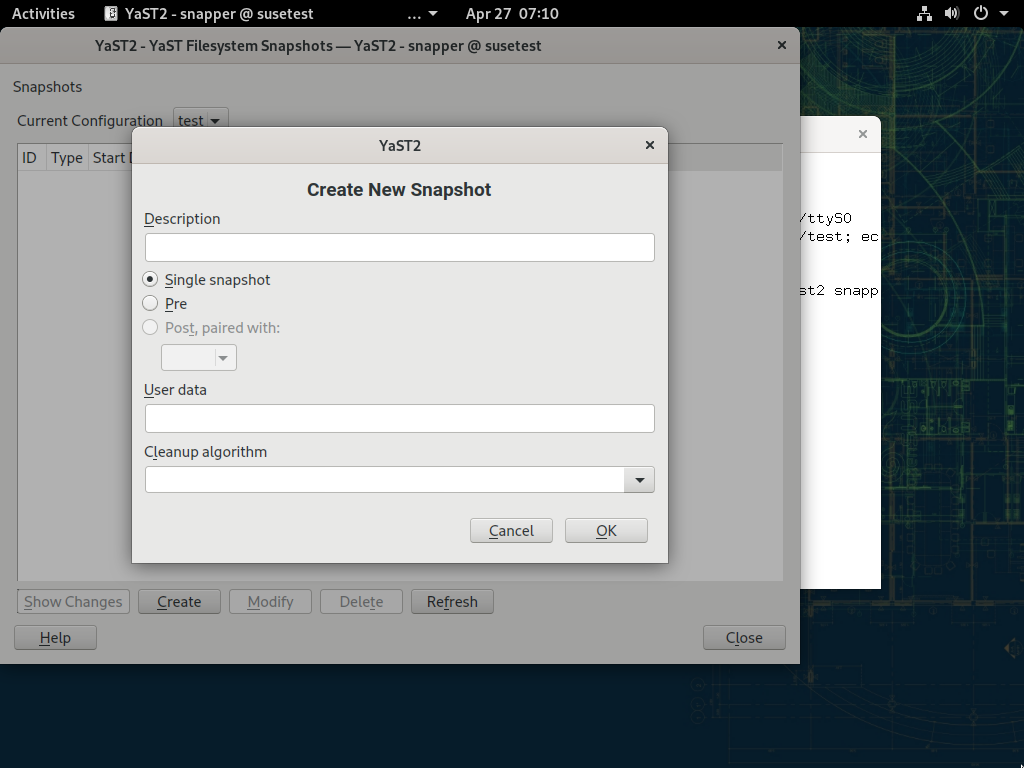 Activities YaST2 - snapper @ susetest ... Apr 27 07:10
YaST2 - YaST Filesystem Snapshots — YaST2 - snapper @ susetest
Snapshots
Current Configuration test
ID Type Start D
YaST2
Create New Snapshot
Description
Single snapshot
Pre
Post, paired with:
User data
Cleanup algorithm
Cancel OK
/ttyS0
/test; ec
st2 snapp
Show Changes Create Modify Delete Refresh
Help Close